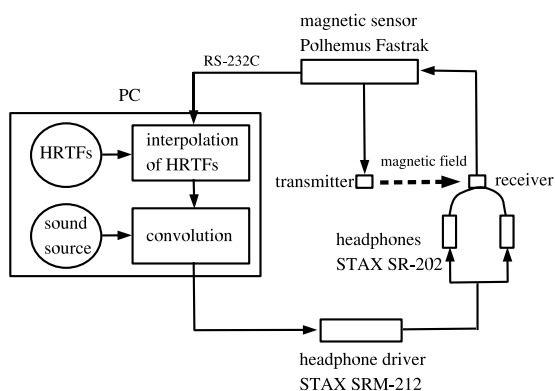 magnetic sensor
Polhemus Fastrak
RS-232C
PC
HRTFs
interpolation
of HRTFs
magnetic field
transmitter
receiver
sound
source
convolution
headphones
STAX SR-202
headphone driver
STAX SRM-212